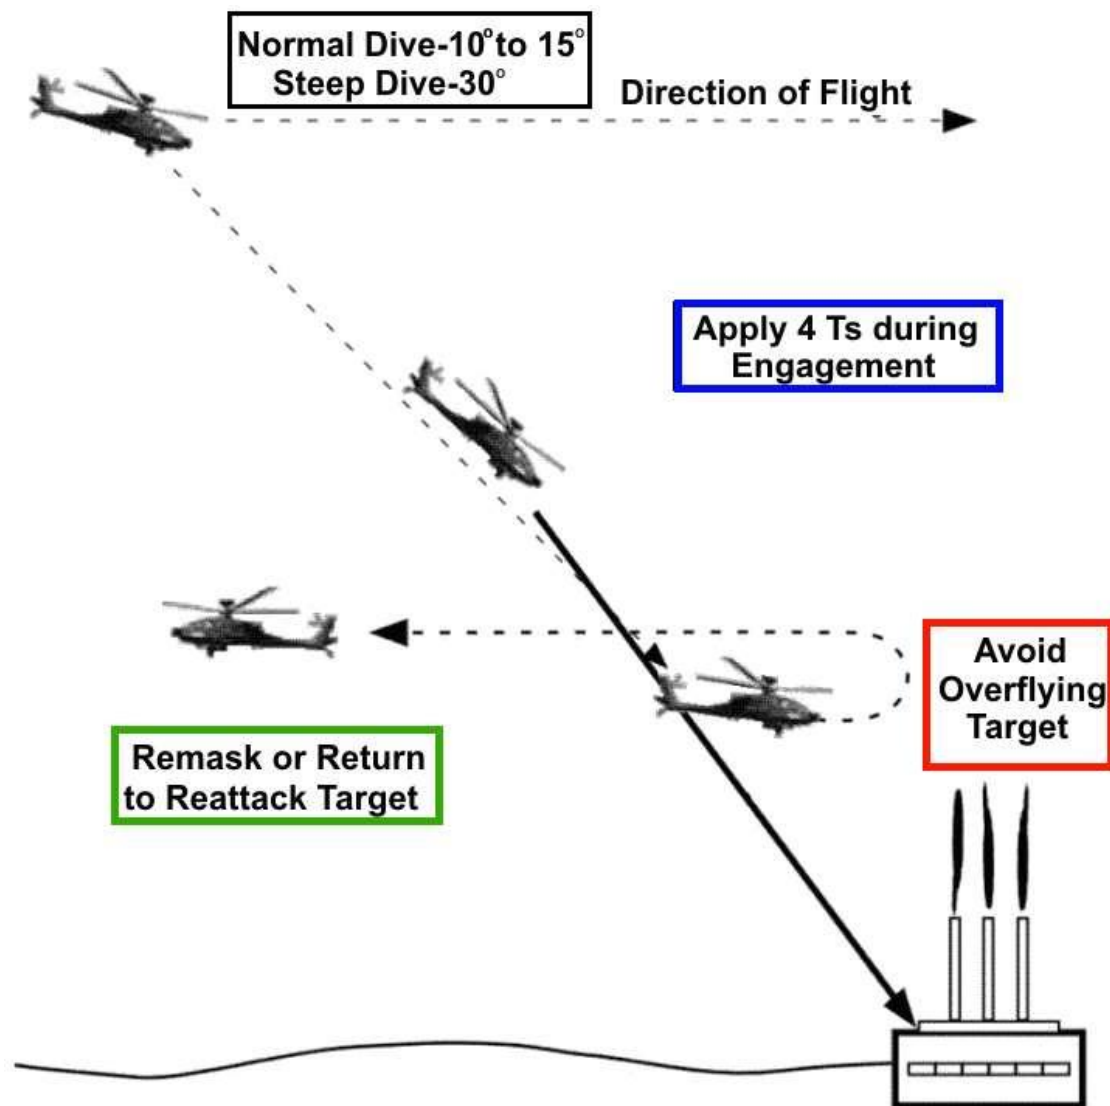 Normal Dive-10° to 15°
Steep Dive-30°
Direction of Flight
Apply 4 Ts during
Engagement
Avoid
Overflying
Target
Remask or Return
to Reattack Target